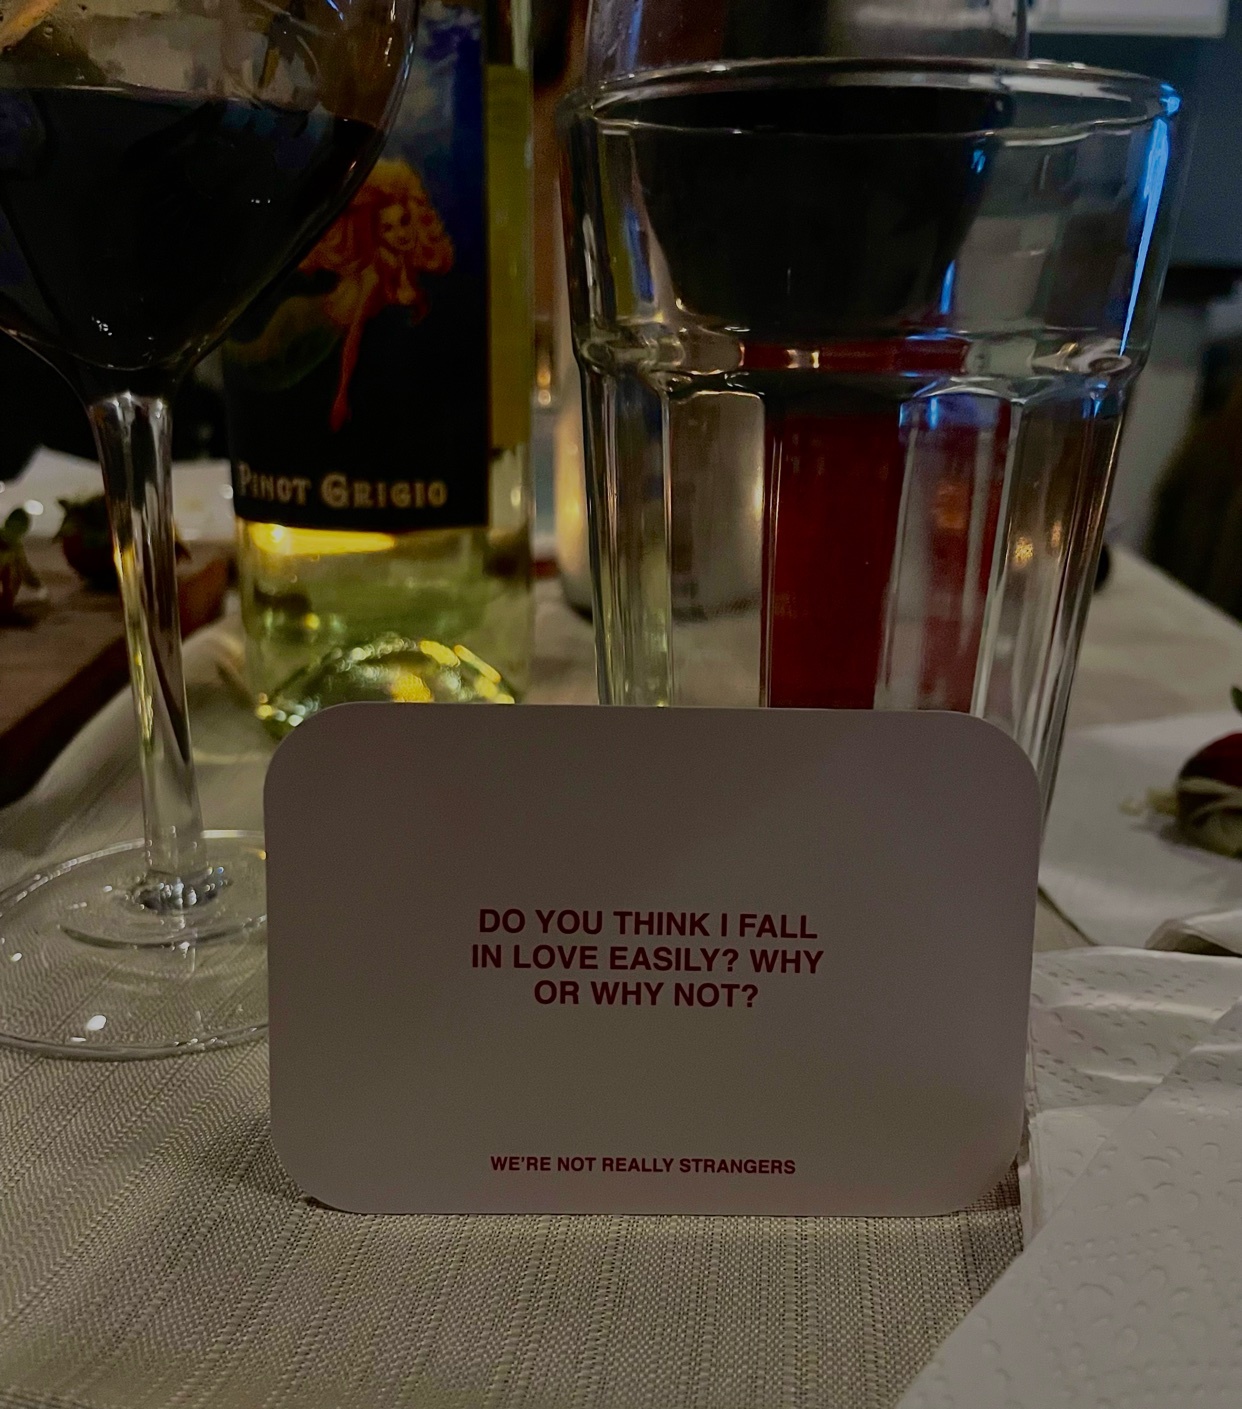 PINOT GRIGIO
DO YOU THINK I FALL
IN LOVE EASILY? WHY
OR WHY NOT?
WE'RE NOT REALLY STRANGERS